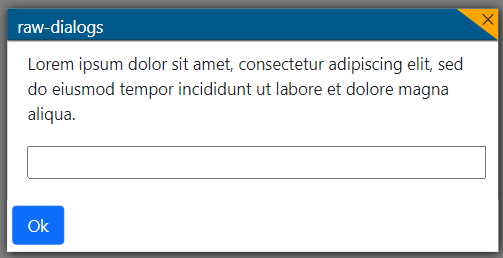 raw-dialogs
Lorem ipsum dolor sit amet, consectetur adipiscing elit, sed
do eiusmod tempor incididunt ut labore et dolore magna
aliqua.
Ok